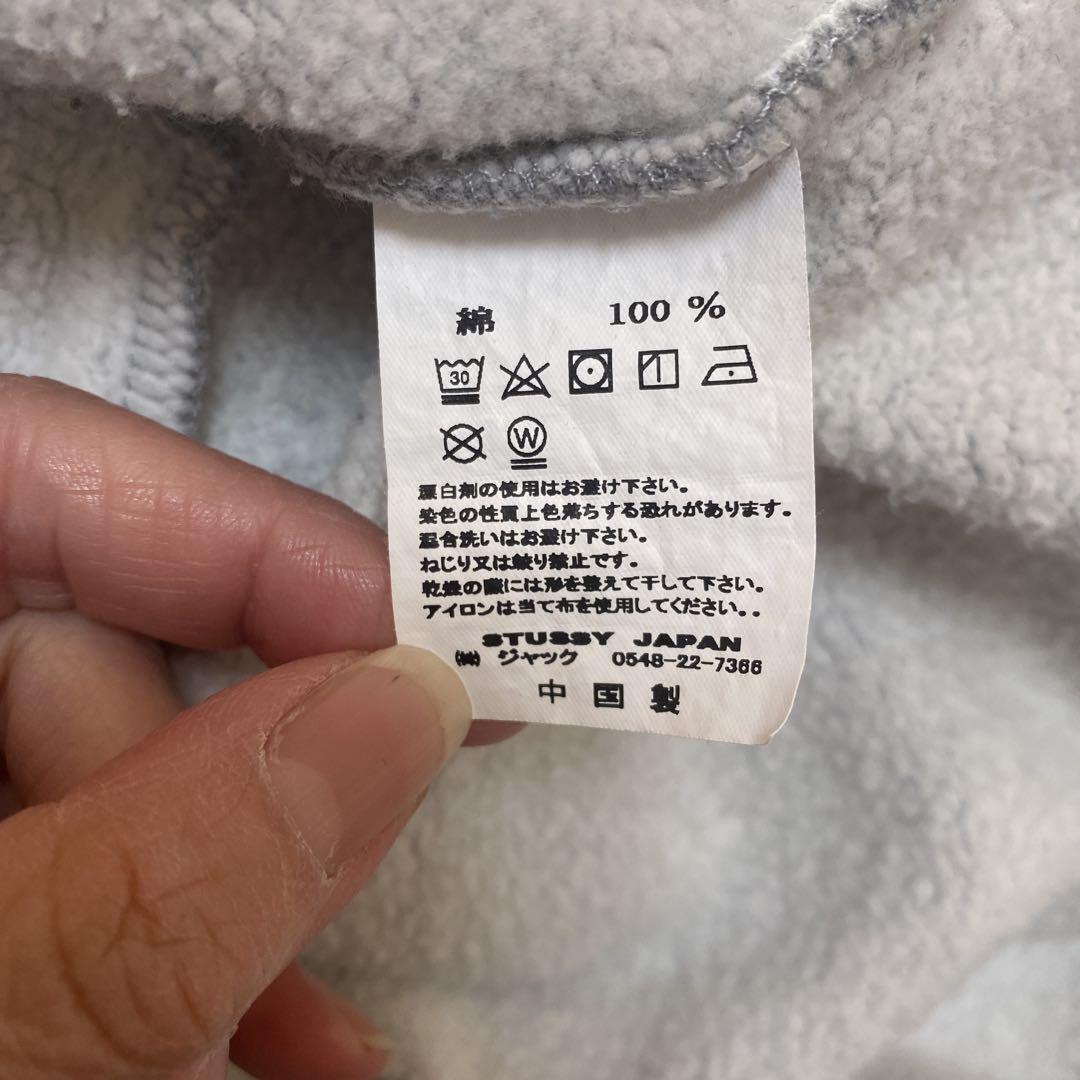 綿 100 %
30
W
漂白剤の使用はお避け下さい。
染色の性質上色落ちする恐れがあります。
混合洗いはお避け下さい。
ねじり又は絞り禁止です。
乾燥の際には形を整えて干して下さい。
アイロンは当て布を使用してください。.
STUSSY JAPAN
㈱ ジャック 0548-22-7366
中国製